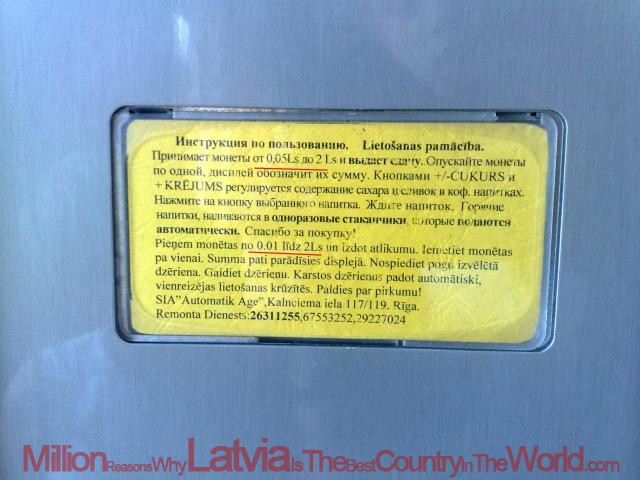 Инструкция по пользованию. Lietošanas pamācība.
Принимает монеты от 0,05Ls до 2 Ls и выдаст сдачу. Опускайте монеты
по одной, дисплей обозначит их сумму. Кнопками +/-CUKURS и
+KRĒJUMS регулируется содержание сахара и сливок в коф. напитках.
Нажмите на кнопку выбранного напитка. Ждите напиток. Горячие
напитки, наливаются в одноразовые стаканчики, которые подаются
автоматически. Спасибо за покупку!
Pieņem monētas no 0.01 līdz 2Ls un izdot atlikumu. Iemetiet monētas
pa vienai. Summa pati parādīsies displejā. Nospiediet pogu izvēlētā
dzēriena. Gaidiet dzērienu. Karstos dzērienus padot automātiski,
vienreizējas lietošanas krūzītēs. Paldies par pirkumu!
SIA"Automatik Age",Kalnciema iela 117/119. Rīga.
Remonta Dienests:26311255,67553252,29227024
MillionReasonsWhyLatviaIsTheBestCountryInTheWorld.com